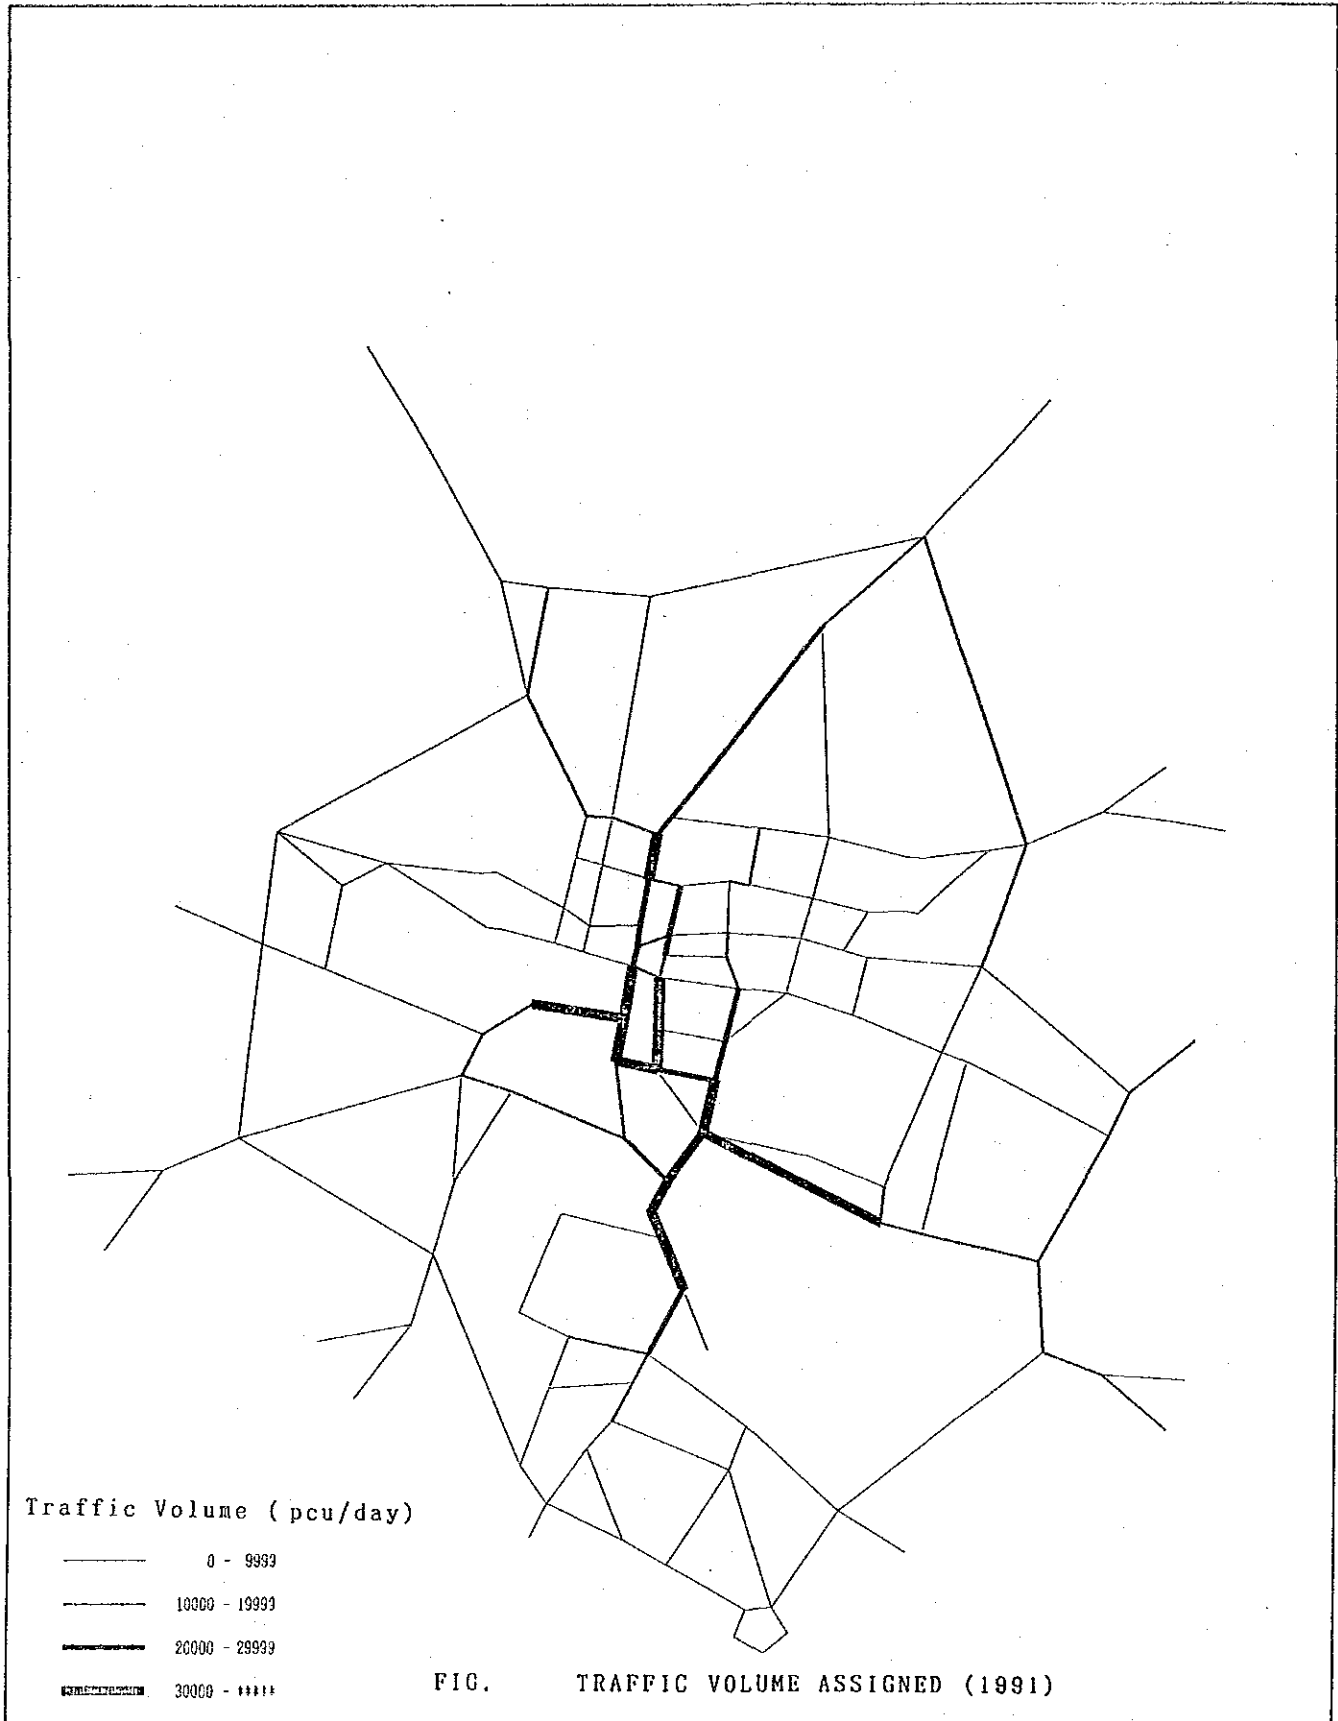 Traffic Volume ( pcu/day)
0 - 9999
10000 - 19999
20000 - 29999
30000 - *****
FIG. TRAFFIC VOLUME ASSIGNED (1991)